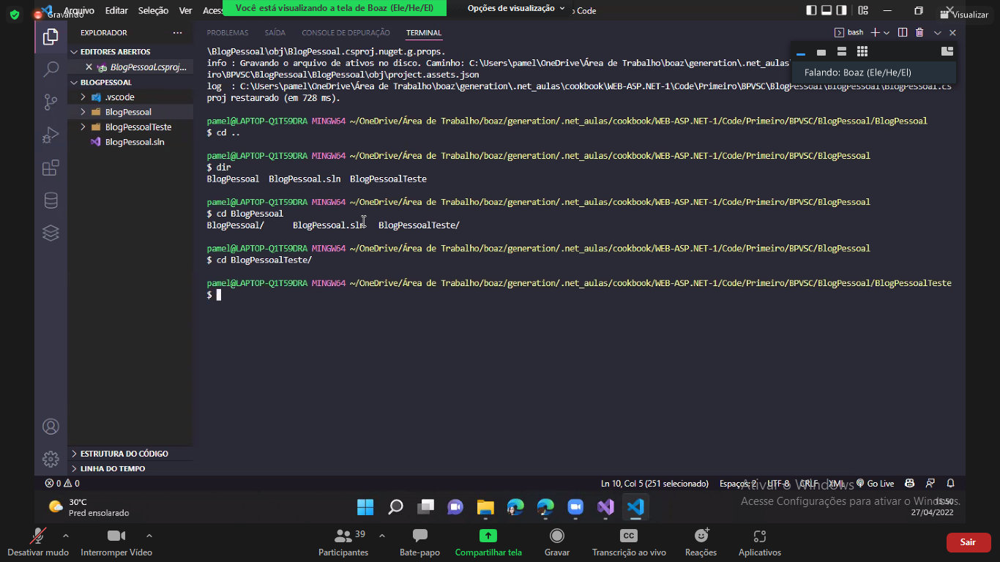 Você está visualizando a tela de Boaz (Ele/He/El)
Opções de visualização
Gravando
Arquivo Editar Seleção Ver
Code
Visualizar
EXPLORADOR
EDITORES ABERTOS
BlogPessoal.csproj...
BLOGPESSOAL
.vscode
BlogPessoal
BlogPessoalTeste
BlogPessoal.sln
ESTRUTURA DO CÓDIGO
LINHA DO TEMPO
PROBLEMAS SAÍDA CONSOLE DE DEPURAÇÃO TERMINAL
bash
Falando: Boaz (Ele/He/El)
\BlogPessoal\obj\BlogPessoal.csproj.nuget.g.props.
info : Gravando o arquivo de ativos no disco. Caminho: C:\Users\pamel\OneDrive\Área de Trabalho\boaz\generation\.net_aulas
iro\BPVSC\BlogPessoal\BlogPessoal\obj\project.assets.json
log : C:\Users\pamel\OneDrive\Área de Trabalho\boaz\generation\.net_aulas\cookbook\WEB-ASP.NET-1\Code\Primeiro\BPVSC\BlogPessoal\BlogPessoal\BlogPessoal.cs
proj restaurado (em 728 ms).
pamel@LAPTOP-Q1T59DRA MINGW64 ~/OneDrive/Área de Trabalho/boaz/generation/.net_aulas/cookbook/WEB-ASP.NET-1/Code/Primeiro/BPVSC/BlogPessoal/BlogPessoal
$ cd ..
pamel@LAPTOP-Q1T59DRA MINGW64 ~/OneDrive/Área de Trabalho/boaz/generation/.net_aulas/cookbook/WEB-ASP.NET-1/Code/Primeiro/BPVSC/BlogPessoal
$ dir
BlogPessoal BlogPessoal.sln BlogPessoalTeste
pamel@LAPTOP-Q1T59DRA MINGW64 ~/OneDrive/Área de Trabalho/boaz/generation/.net_aulas/cookbook/WEB-ASP.NET-1/Code/Primeiro/BPVSC/BlogPessoal
$ cd BlogPessoal
BlogPessoal/ BlogPessoal.sln BlogPessoalTeste/
pamel@LAPTOP-Q1T59DRA MINGW64 ~/OneDrive/Área de Trabalho/boaz/generation/.net_aulas/cookbook/WEB-ASP.NET-1/Code/Primeiro/BPVSC/BlogPessoal
$ cd BlogPessoalTeste/
pamel@LAPTOP-Q1T59DRA MINGW64 ~/OneDrive/Área de Trabalho/boaz/generation/.net_aulas/cookbook/WEB-ASP.NET-1/Code/Primeiro/BPVSC/BlogPessoal/BlogPessoalTeste
$
0 0
Ln 10, Col 5 (251 selecionado) Espaços: 2 UTF-8 CRLF XML Go Live
Ativar o Windows
Acesse Configurações para ativar o Windows.
30°C
Pred ensolarado
15:50
27/04/2022
Desativar mudo Interromper Vídeo Participantes 39 Bate-papo Compartilhar tela Gravar CC Transcrição ao vivo Reações Aplicativos Sair